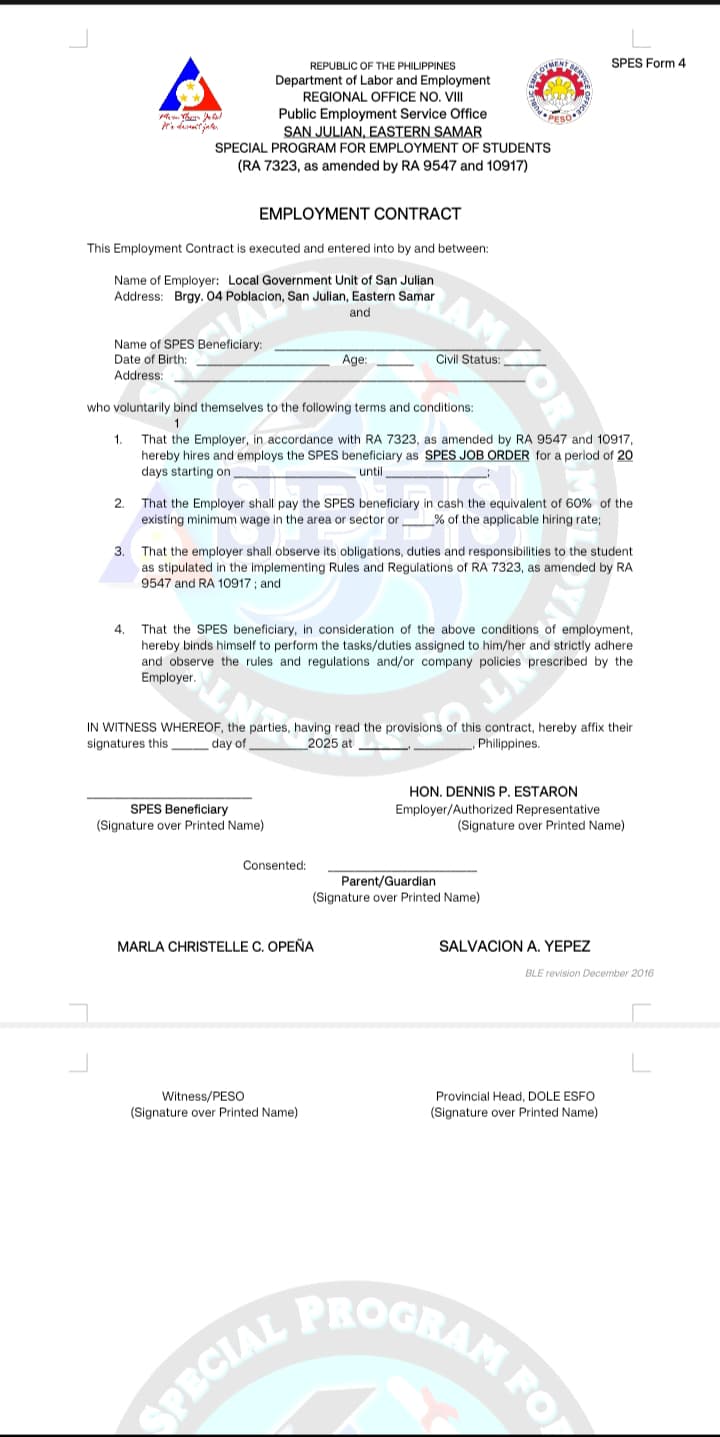 SPES Form 4
REPUBLIC OF THE PHILIPPINES
Department of Labor and Employment
REGIONAL OFFICE NO. VIII
Public Employment Service Office
SAN JULIAN, EASTERN SAMAR
SPECIAL PROGRAM FOR EMPLOYMENT OF STUDENTS
(RA 7323, as amended by RA 9547 and 10917)
PUBLIC EMPLOYMENT SERVICE OFFICE
PESO
EMPLOYMENT CONTRACT
This Employment Contract is executed and entered into by and between:
Name of Employer: Local Government Unit of San Julian
Address: Brgy. 04 Poblacion, San Julian, Eastern Samar
and
Name of SPES Beneficiary: ____________
Date of Birth: ____________ Age: _____ Civil Status: _____
Address: ____________
who voluntarily bind themselves to the following terms and conditions:
1
1. That the Employer, in accordance with RA 7323, as amended by RA 9547 and 10917,
hereby hires and employs the SPES beneficiary as SPES JOB ORDER for a period of 20
days starting on ____________ until ____________;
2. That the Employer shall pay the SPES beneficiary in cash the equivalent of 60% of the
existing minimum wage in the area or sector or _____% of the applicable hiring rate;
3. That the employer shall observe its obligations, duties and responsibilities to the student
as stipulated in the implementing Rules and Regulations of RA 7323, as amended by RA
9547 and RA 10917 ; and
4. That the SPES beneficiary, in consideration of the above conditions of employment,
hereby binds himself to perform the tasks/duties assigned to him/her and strictly adhere
and observe the rules and regulations and/or company policies prescribed by the
Employer.
IN WITNESS WHEREOF, the parties, having read the provisions of this contract, hereby affix their
signatures this _____ day of ________ 2025 at _______, ________, Philippines.
HON. DENNIS P. ESTARON
SPES Beneficiary Employer/Authorized Representative
(Signature over Printed Name) (Signature over Printed Name)
Consented: ____________
Parent/Guardian
(Signature over Printed Name)
MARLA CHRISTELLE C. OPEÑA SALVACION A. YEPEZ
BLE revision December 2016
Witness/PESO Provincial Head, DOLE ESFO
(Signature over Printed Name) (Signature over Printed Name)
SPECIAL PROGRAM FOR